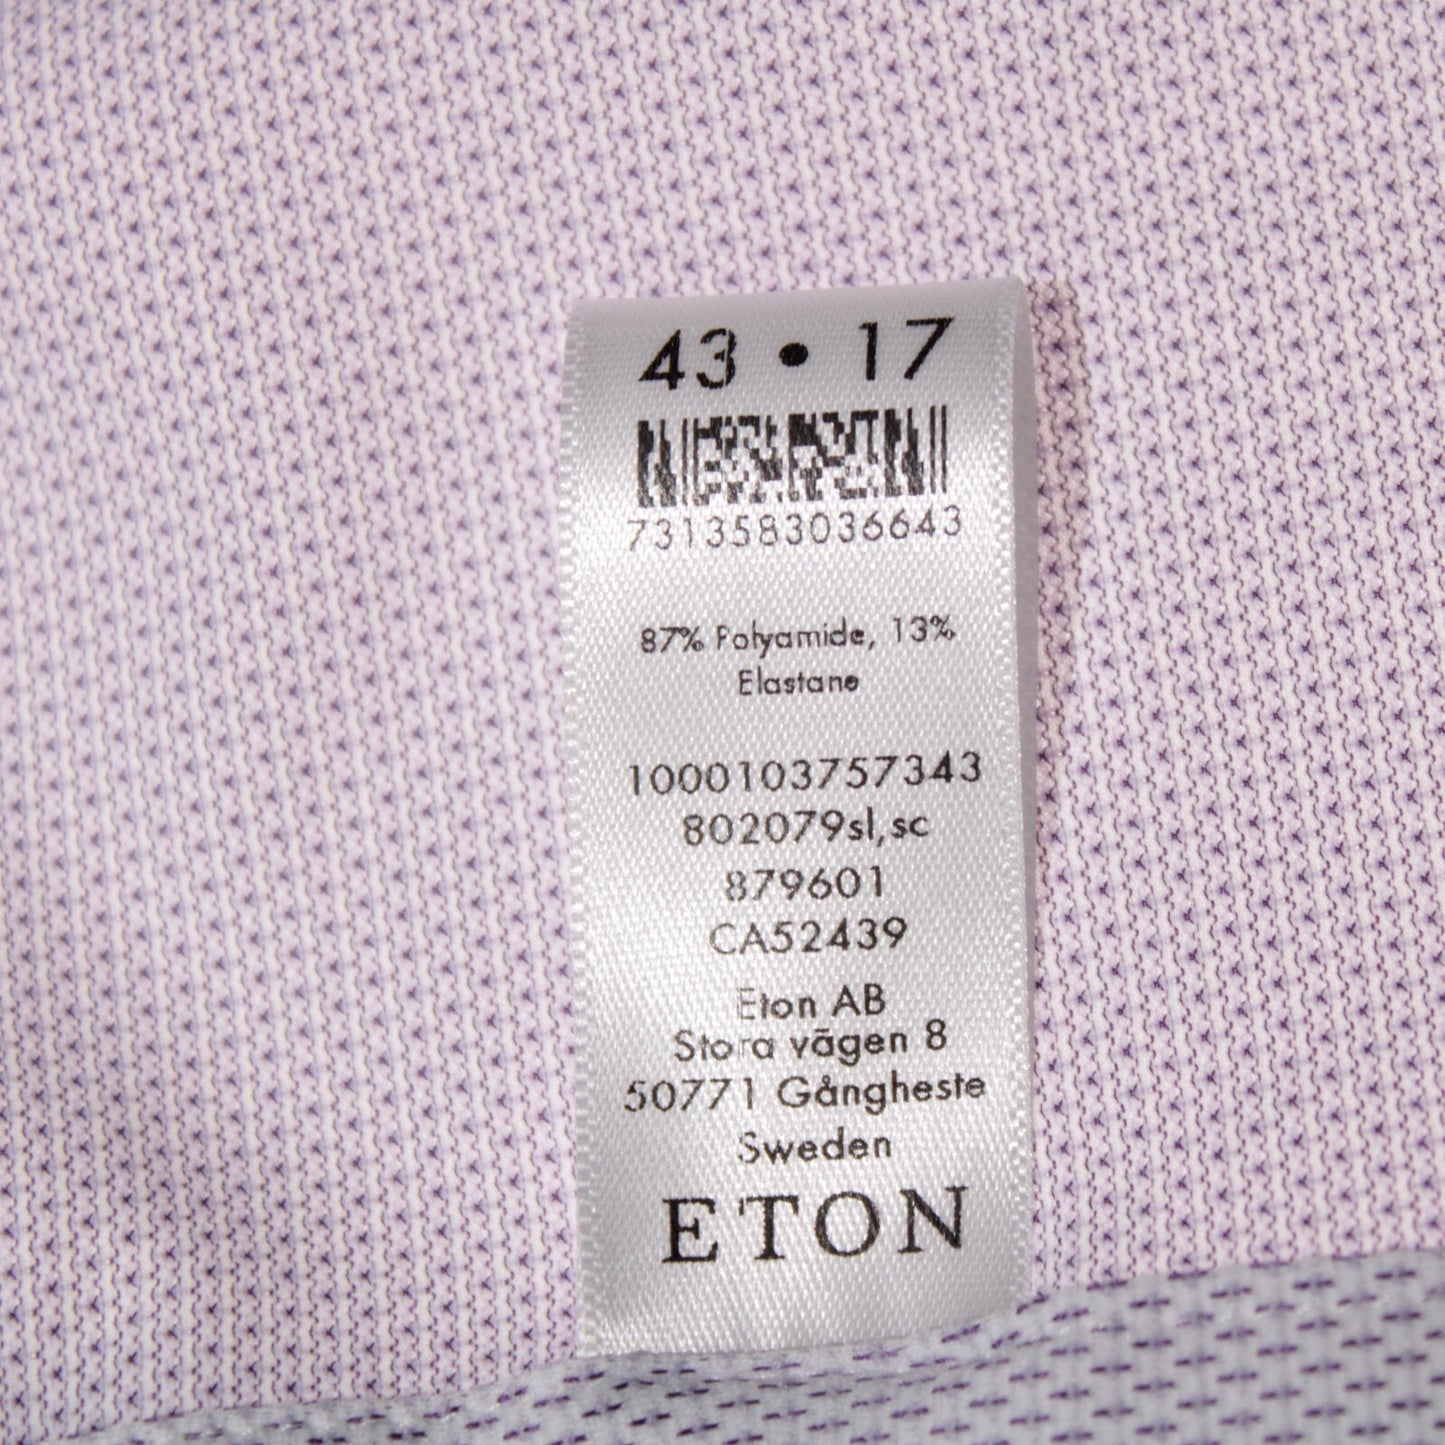 43 • 17
7313583036643
87% Polyamide, 13%
Elastane
1000103757343
802079sl,sc
879601
CA52439
Eton AB
Stora vägen 8
50771 Gångheste
Sweden
ETON